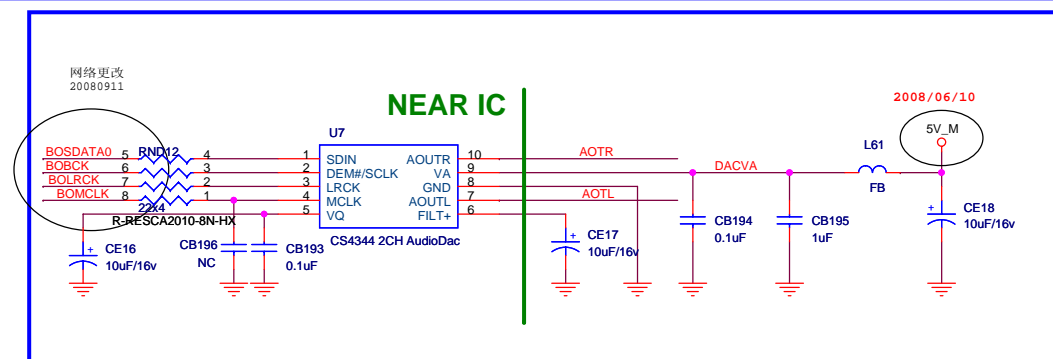 网络更改
20080911
NEAR IC
2008/06/10
U7
5V_M
L61
FB
BOSDATA0
BOBCK
BOLRCK
BOMCLK
RND12
5
6
7
8
4
3
2
1
22x4
R-RESCA2010-8N-HX
1
2
3
4
5
SDIN
DEM#/SCLK
LRCK
MCLK
VQ
AOUTR
VA
GND
AOUTL
FILT+
10
9
8
7
6
CS4344 2CH AudioDac
AOTR
DACVA
AOTL
CE16
10uF/16v
CB196
NC
CB193
0.1uF
CE17
10uF/16v
CB194
0.1uF
CB195
1uF
CE18
10uF/16v